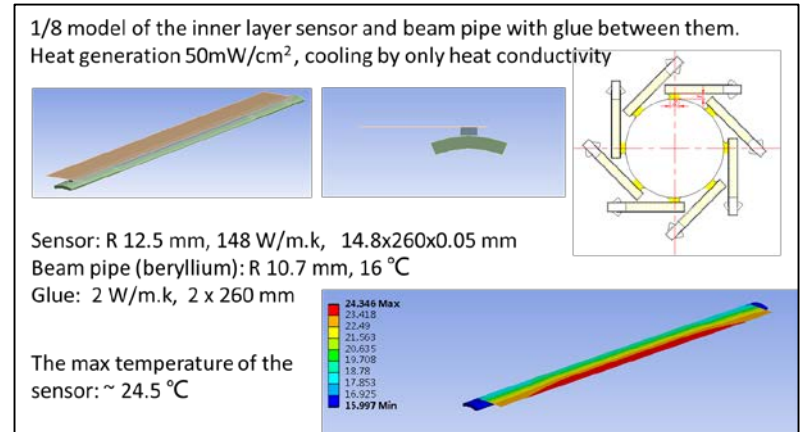 1/8 model of the inner layer sensor and beam pipe with glue between them.
Heat generation 50mW/cm², cooling by only heat conductivity
Sensor: R 12.5 mm, 148 W/m.k, 14.8x260x0.05 mm
Beam pipe (beryllium): R 10.7 mm, 16 ℃
Glue: 2 W/m.k, 2 x 260 mm
The max temperature of the
sensor: ~ 24.5 ℃
24.346 Max
23.418
22.49
21.563
20.635
19.708
18.78
17.853
16.925
15.997 Min